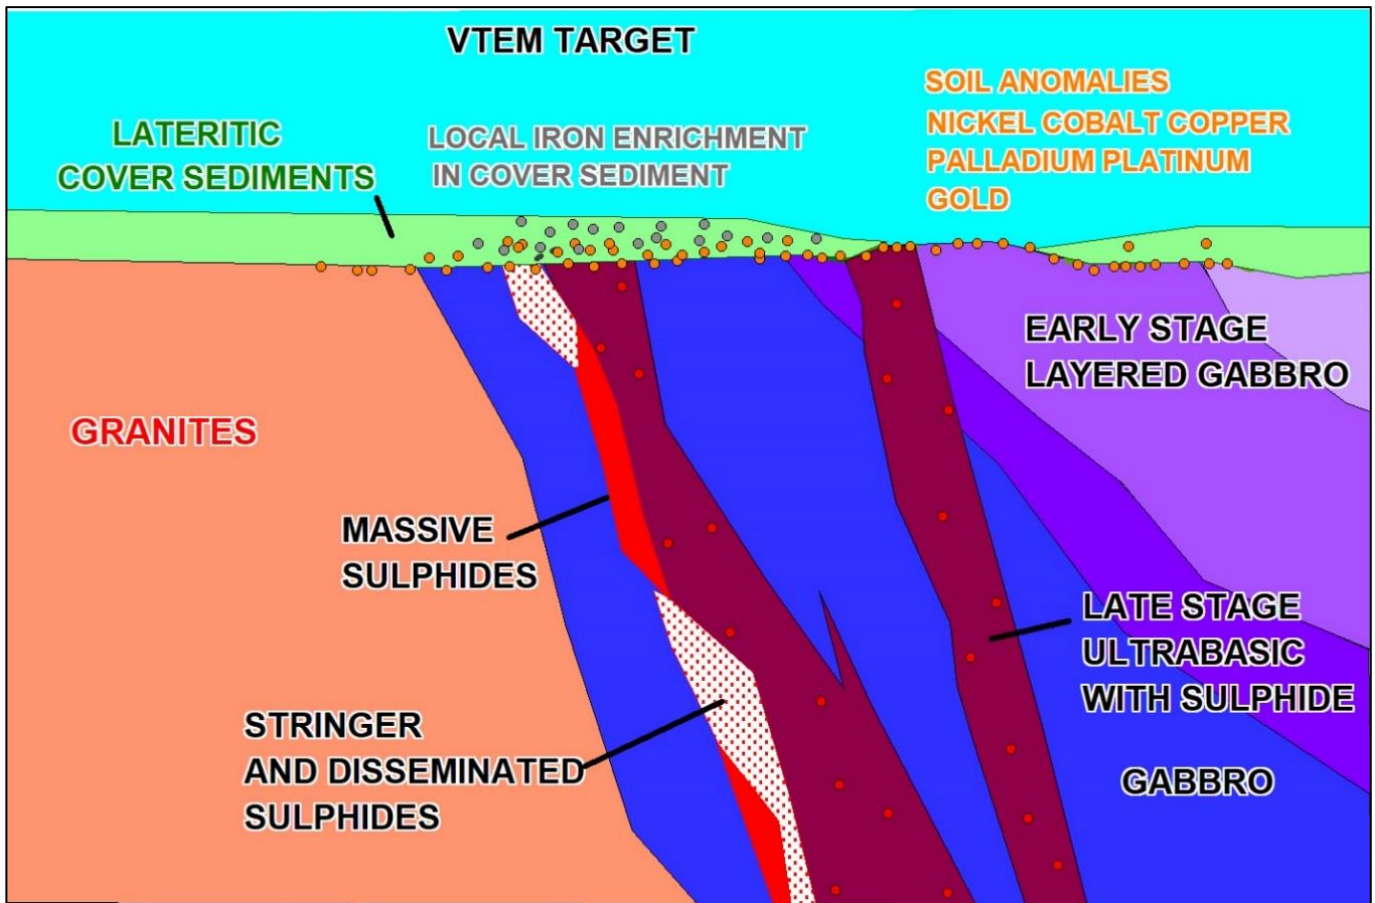 VTEM TARGET
SOIL ANOMALIES
NICKEL COBALT COPPER
PALLADIUM PLATINUM
GOLD
LATERITIC
COVER SEDIMENTS
LOCAL IRON ENRICHMENT
IN COVER SEDIMENT
EARLY STAGE
LAYERED GABBRO
GRANITES
MASSIVE
SULPHIDES
LATE STAGE
ULTRABASIC
WITH SULPHIDE
STRINGER
AND DISSEMINATED
SULPHIDES
GABBRO